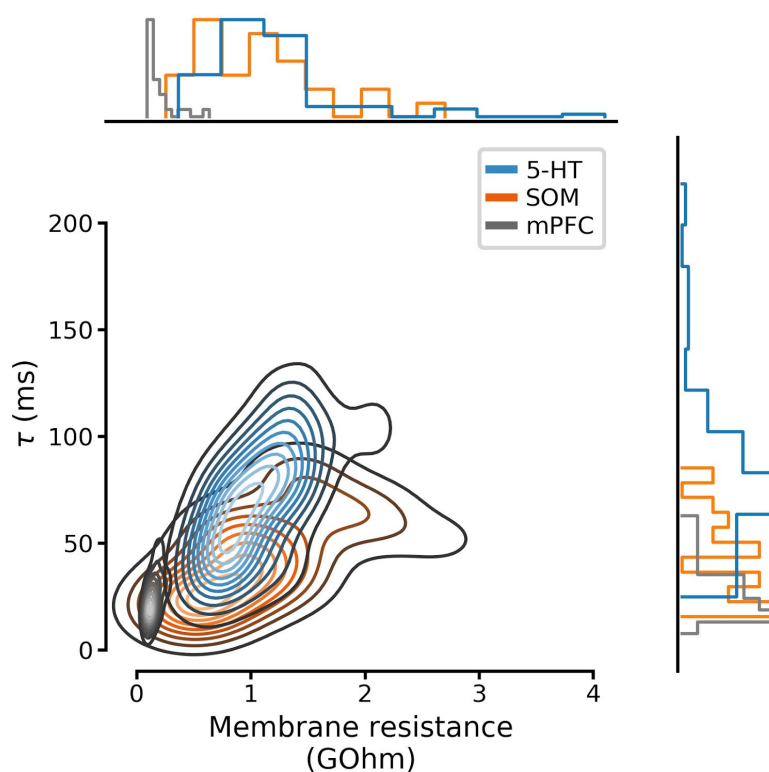 5-HT
SOM
mPFC
200
150
100
50
0
τ (ms)
0 1 2 3 4
Membrane resistance
(GOhm)